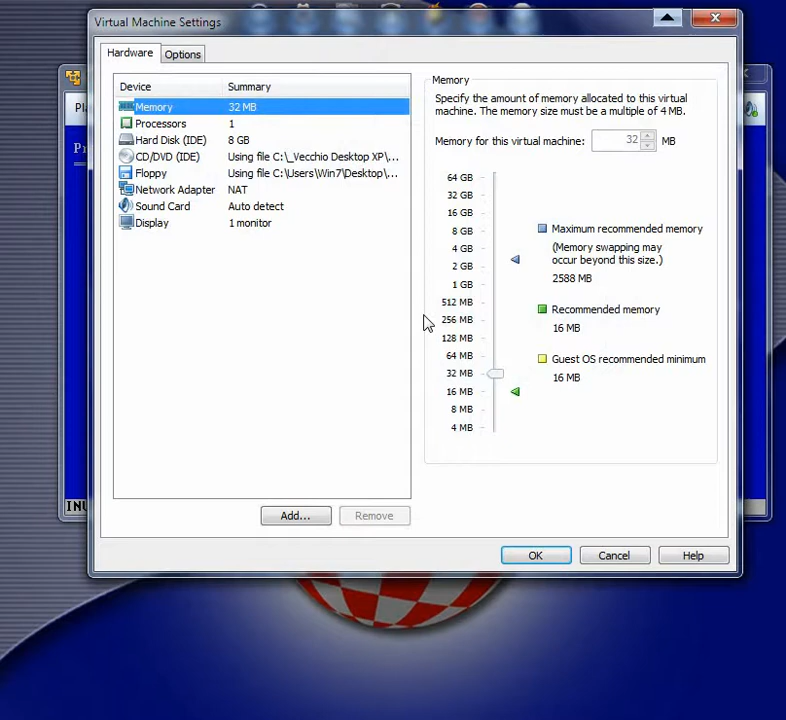 Virtual Machine Settings
Hardware
Options
Device Summary
Memory 32 MB
Processors 1
Hard Disk (IDE) 8 GB
CD/DVD (IDE) Using file C:\_Vecchio Desktop XP\,...
Floppy Using file C:\Users\Win7\Desktop\,...
Network Adapter NAT
Sound Card Auto detect
Display 1 monitor
Add...
Remove
Memory
Specify the amount of memory allocated to this virtual
machine. The memory size must be a multiple of 4 MB.
Memory for this virtual machine: 32 MB
64 GB
32 GB
16 GB
8 GB
4 GB
2 GB
1 GB
512 MB
256 MB
128 MB
64 MB
32 MB
16 MB
8 MB
4 MB
Maximum recommended memory
(Memory swapping may
occur beyond this size.)
2588 MB
Recommended memory
16 MB
Guest OS recommended minimum
16 MB
OK
Cancel
Help